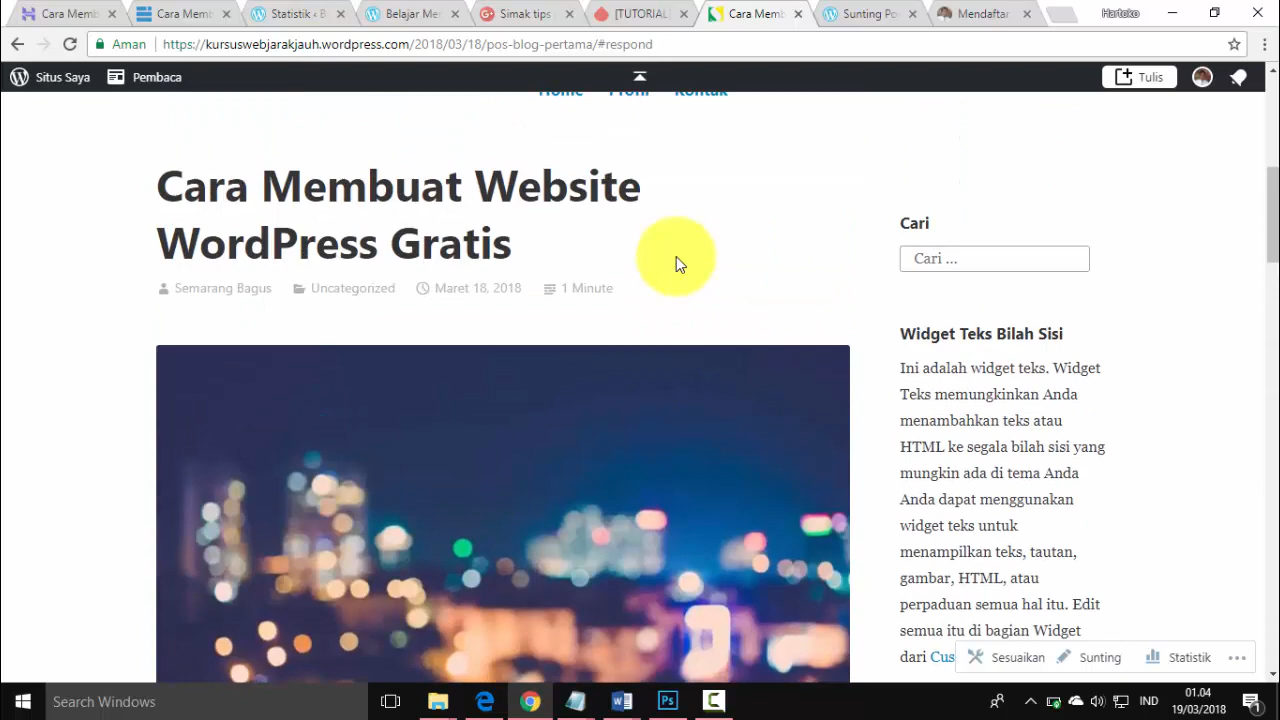 Cara Memb
Cara Memb
Statistik ‹ B
Belajar Me
Simak tips
[TUTORIAL]
Cara Memb
Sunting Po
Mendaftar
Hartoko
Aman
https://kursuswebjarakjauh.wordpress.com/2018/03/18/pos-blog-pertama/#respond
Situs Saya
Pembaca
Tulis
Home Profil Kontak
Cara Membuat Website
WordPress Gratis
Semarang Bagus
Uncategorized
Maret 18, 2018
1 Minute
Cari
Cari ...
Widget Teks Bilah Sisi
Ini adalah widget teks. Widget
Teks memungkinkan Anda
menambahkan teks atau
HTML ke segala bilah sisi yang
mungkin ada di tema Anda
Anda dapat menggunakan
widget teks untuk
menampilkan teks, tautan,
gambar, HTML, atau
perpaduan semua hal itu. Edit
semua itu di bagian Widget
dari Cus
Sesuaikan
Sunting
Statistik
Search Windows
IND
01.04
19/03/2018
1